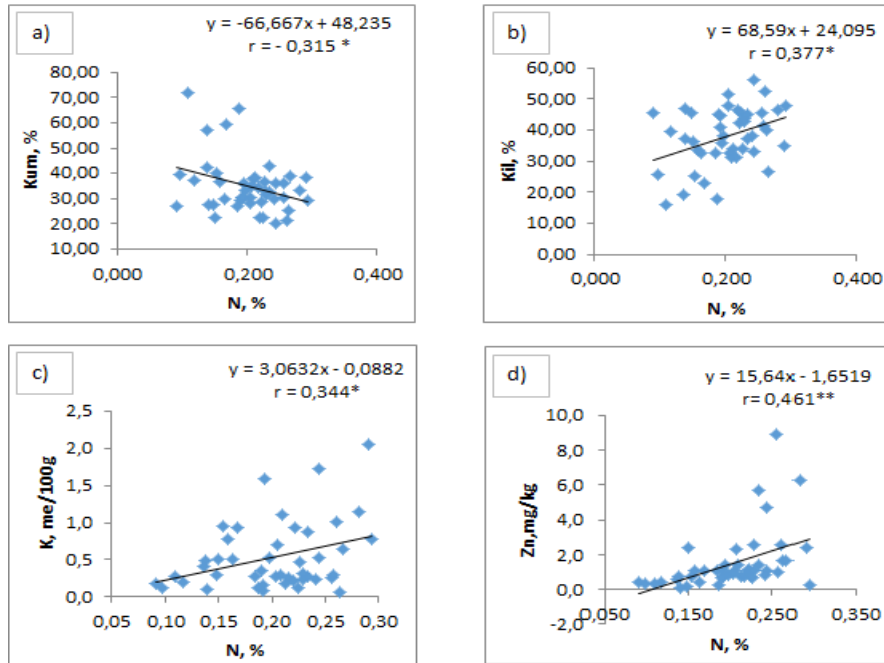 a)
y = -66,667x + 48,235
r = - 0,315 *
Kum, %
80,00
70,00
60,00
50,00
40,00
30,00
20,00
10,00
0,000 0,200 0,400
N, %
b)
y = 68,59x + 24,095
r = 0,377*
Kil, %
60,00
50,00
40,00
30,00
20,00
10,00
0,00
0,000 0,200 0,400
N, %
c)
y = 3,0632x - 0,0882
r = 0,344*
K, me/100g
2,5
2,0
1,5
1,0
0,5
0,0
0,05 0,10 0,15 0,20 0,25 0,30
N, %
d)
y = 15,64x - 1,6519
r= 0,461**
Zn,mg/kg
10,0
8,0
6,0
4,0
2,0
0,0
-2,0
0,050 0,150 0,250 0,350
N, %